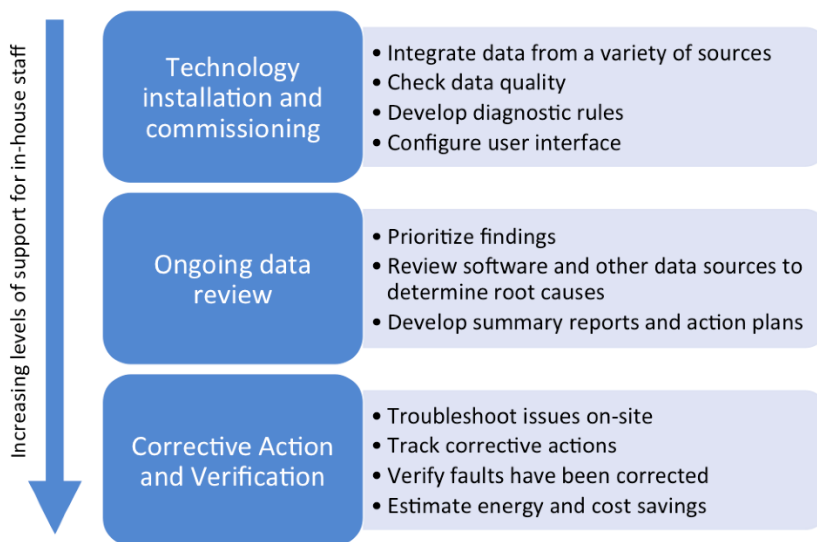 Increasing levels of support for in-house staff
Technology
installation and
commissioning
• Integrate data from a variety of sources
• Check data quality
• Develop diagnostic rules
• Configure user interface
Ongoing data
review
• Prioritize findings
• Review software and other data sources to
determine root causes
• Develop summary reports and action plans
Corrective Action
and Verification
• Troubleshoot issues on-site
• Track corrective actions
• Verify faults have been corrected
• Estimate energy and cost savings